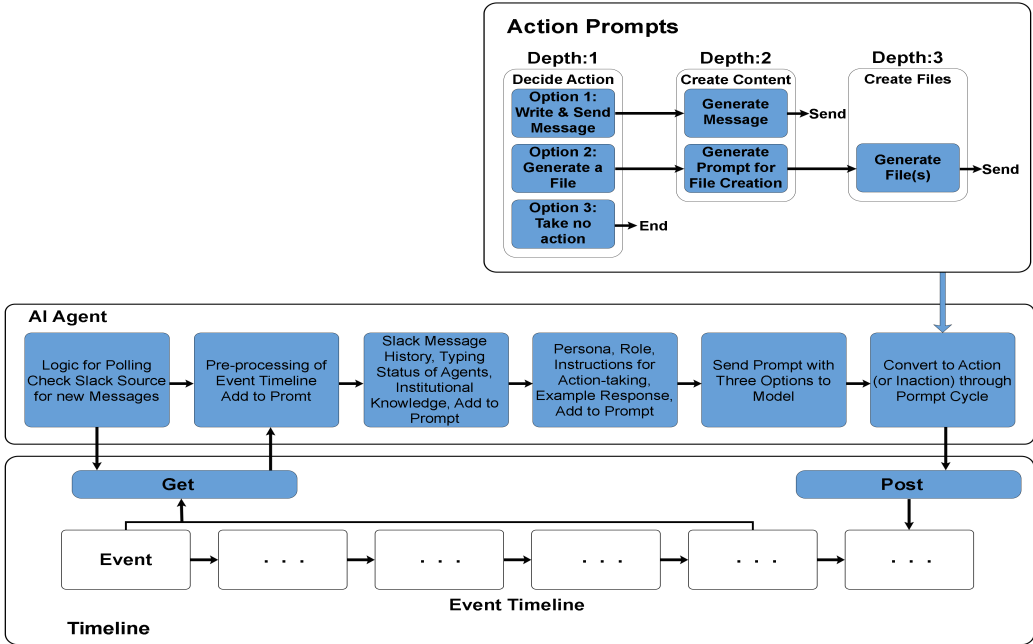 Action Prompts
Depth:1
Depth:2
Depth:3
Decide Action
Create Content
Create Files
Option 1:
Write & Send
Message
Generate
Message
Send
Option 2:
Generate a
File
Generate
Prompt for
File Creation
Generate
File(s)
Send
Option 3:
Take no
action
End
AI Agent
Logic for Polling
Check Slack Source
for new Messages
Pre-processing of
Event Timeline
Add to Promt
Slack Message
History, Typing
Status of Agents,
Institutional
Knowledge, Add to
Prompt
Persona, Role,
Instructions for
Action-taking,
Example Response,
Add to Prompt
Send Prompt with
Three Options to
Model
Convert to Action
(or Inaction) through
Pormpt Cycle
Get
Post
Event
. . .
. . .
. . .
. . .
. . .
Event Timeline
Timeline